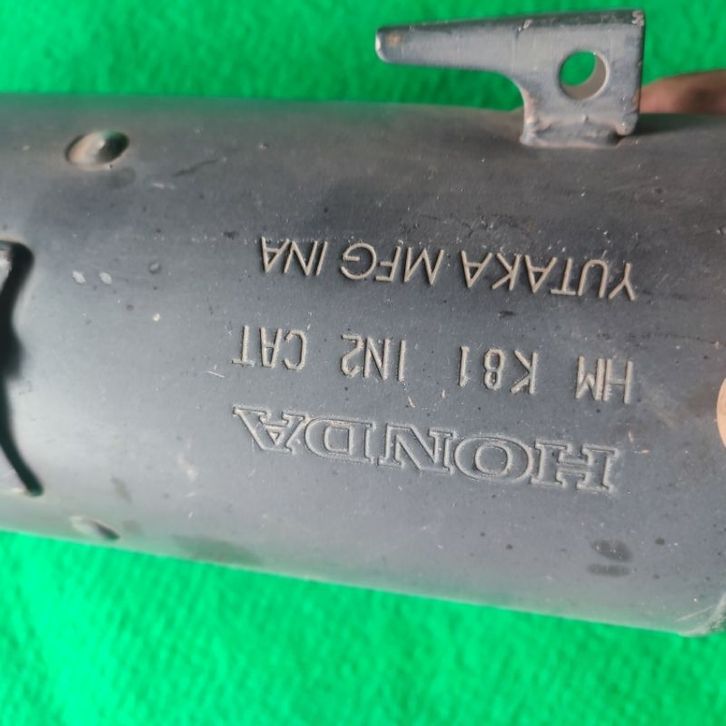 HONDA
HM K81 1N2 CAT
YUTAKA MFG INA